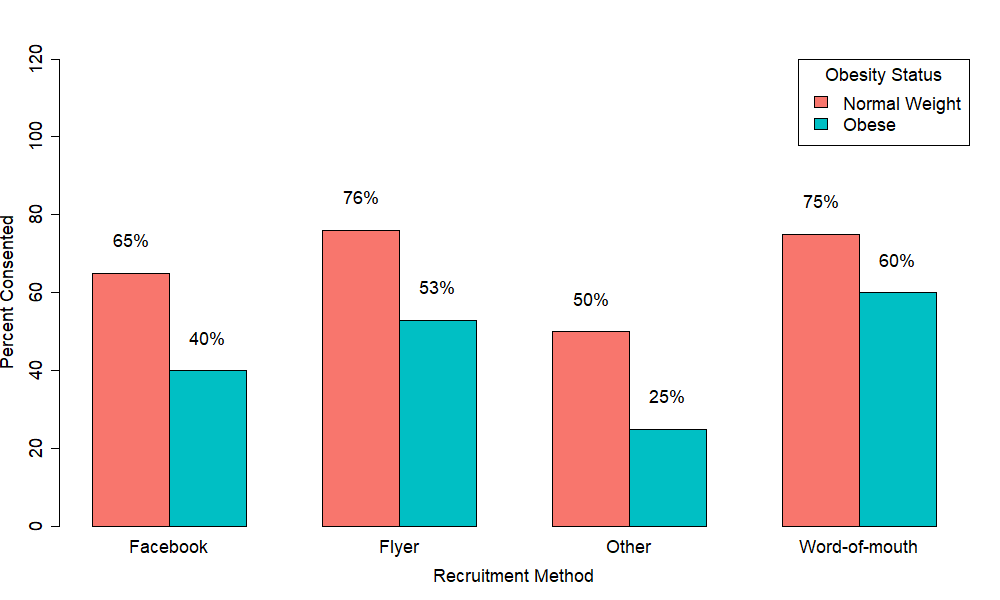 120
100
80
60
40
20
0
Percent Consented
Obesity Status
Normal Weight
Obese
65%
40%
76%
53%
50%
25%
75%
60%
Facebook
Flyer
Other
Word-of-mouth
Recruitment Method